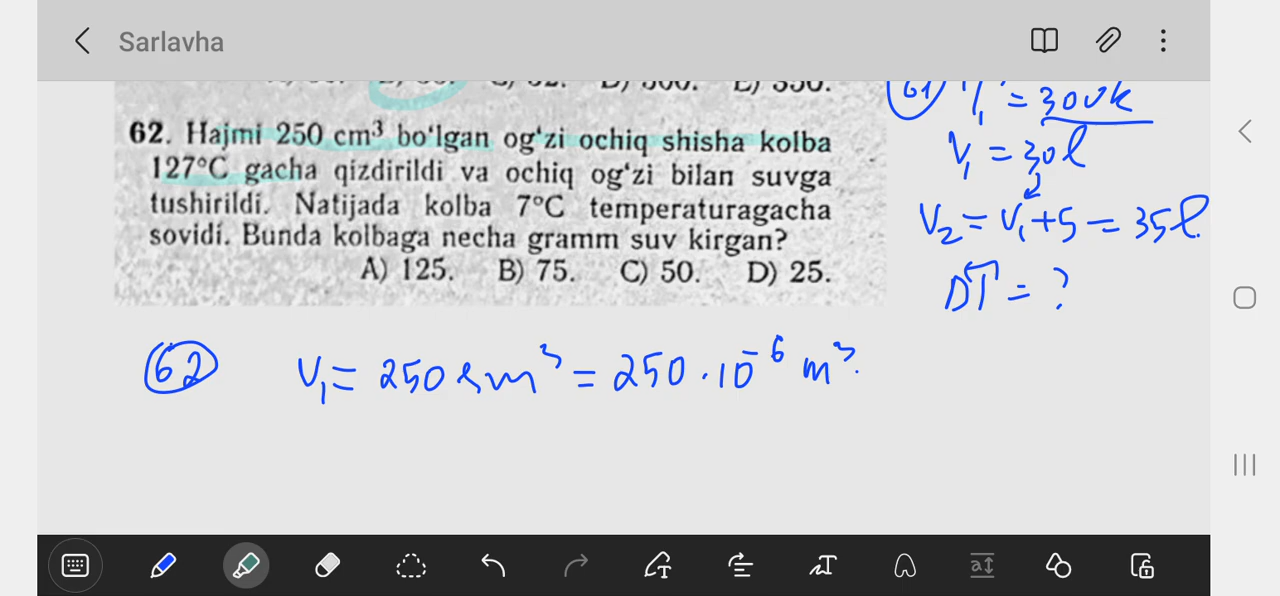 Sarlavha
62. Hajmi 250 cm³ bo‘lgan og‘zi ochiq shisha kolba
127°C gacha qizdirildi va ochiq og‘zi bilan suvga
tushirildi. Natijada kolba 7°C temperaturagacha
sovidi. Bunda kolbaga necha gramm suv kirgan?
A) 125. B) 75. C) 50. D) 25.
61 T₁ = 300K
V₁ = 30l
V₂ = V₁ + 5 = 35l.
ΔT = ?
62 V₁ = 250 sm³ = 250 · 10⁻⁶ m³.